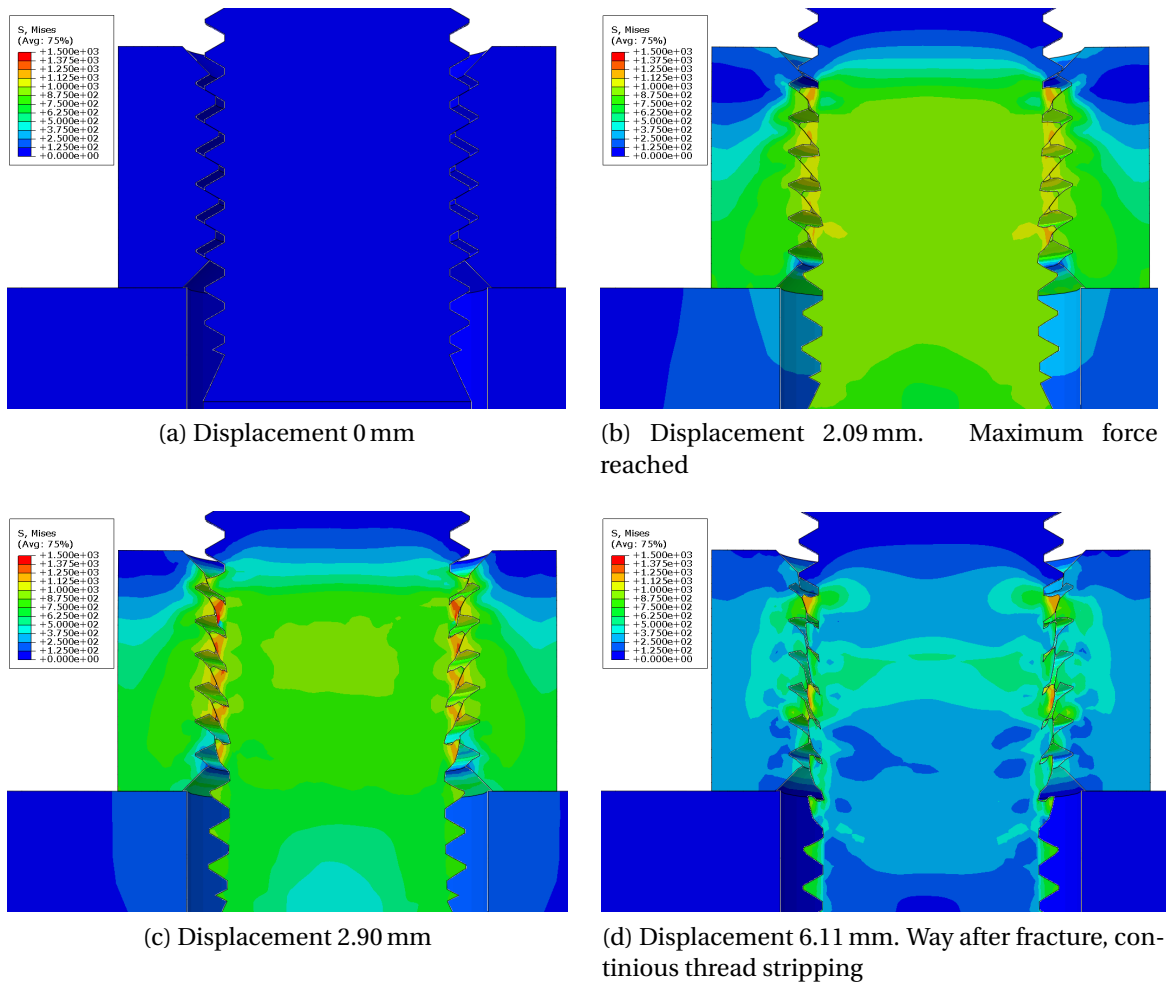 S, Mises
(Avg: 75%)
+1.500e+03
+1.375e+03
+1.250e+03
+1.125e+03
+1.000e+03
+8.750e+02
+7.500e+02
+6.250e+02
+5.000e+02
+3.750e+02
+2.500e+02
+1.250e+02
+0.000e+00
S, Mises
(Avg: 75%)
+1.500e+03
+1.375e+03
+1.250e+03
+1.125e+03
+1.000e+03
+8.750e+02
+7.500e+02
+6.250e+02
+5.000e+02
+3.750e+02
+2.500e+02
+1.250e+02
+0.000e+00
(a) Displacement 0 mm
(b) Displacement 2.09 mm. Maximum force
reached
S, Mises
(Avg: 75%)
+1.500e+03
+1.375e+03
+1.250e+03
+1.125e+03
+1.000e+03
+8.750e+02
+7.500e+02
+6.250e+02
+5.000e+02
+3.750e+02
+2.500e+02
+1.250e+02
+0.000e+00
S, Mises
(Avg: 75%)
+1.500e+03
+1.375e+03
+1.250e+03
+1.125e+03
+1.000e+03
+8.750e+02
+7.500e+02
+6.250e+02
+5.000e+02
+3.750e+02
+2.500e+02
+1.250e+02
+0.000e+00
(c) Displacement 2.90 mm
(d) Displacement 6.11 mm. Way after fracture, con-
tinious thread stripping